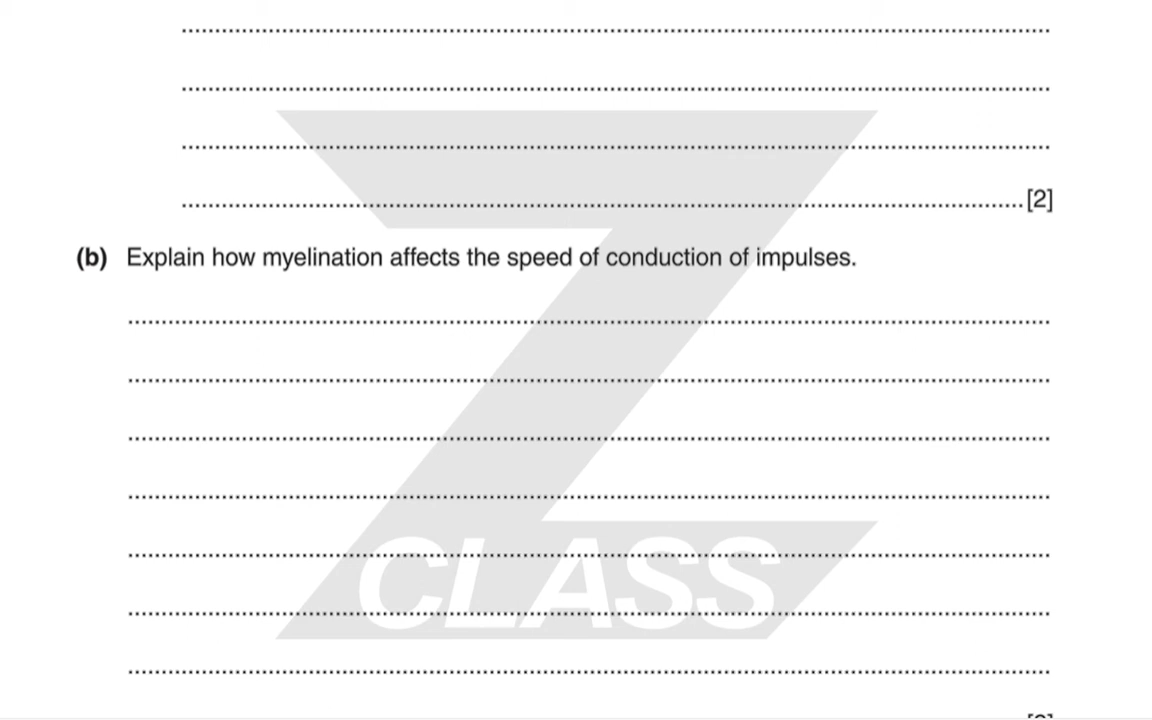 [2]
(b) Explain how myelination affects the speed of conduction of impulses.
CLASS